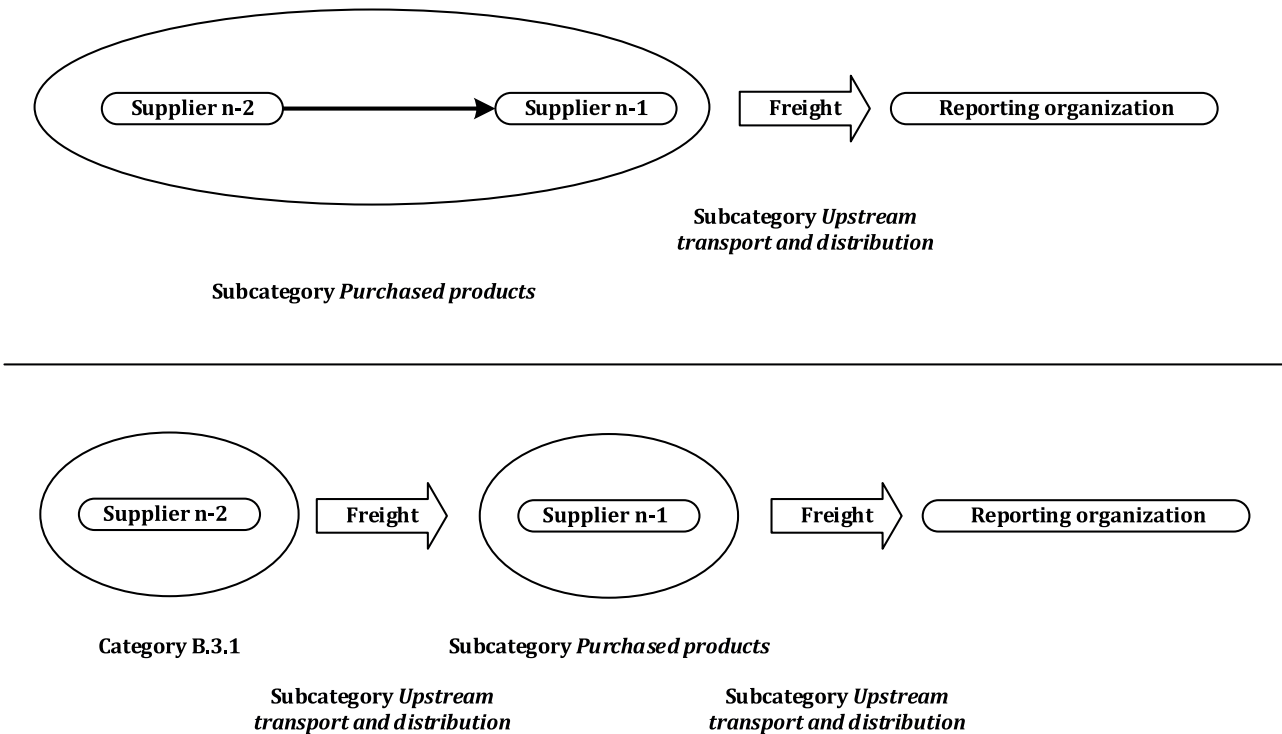 Supplier n-2
Supplier n-1
Freight
Reporting organization
Subcategory Upstream
transport and distribution
Subcategory Purchased products
Supplier n-2
Freight
Supplier n-1
Freight
Reporting organization
Category B.3.1
Subcategory Purchased products
Subcategory Upstream
transport and distribution
Subcategory Upstream
transport and distribution